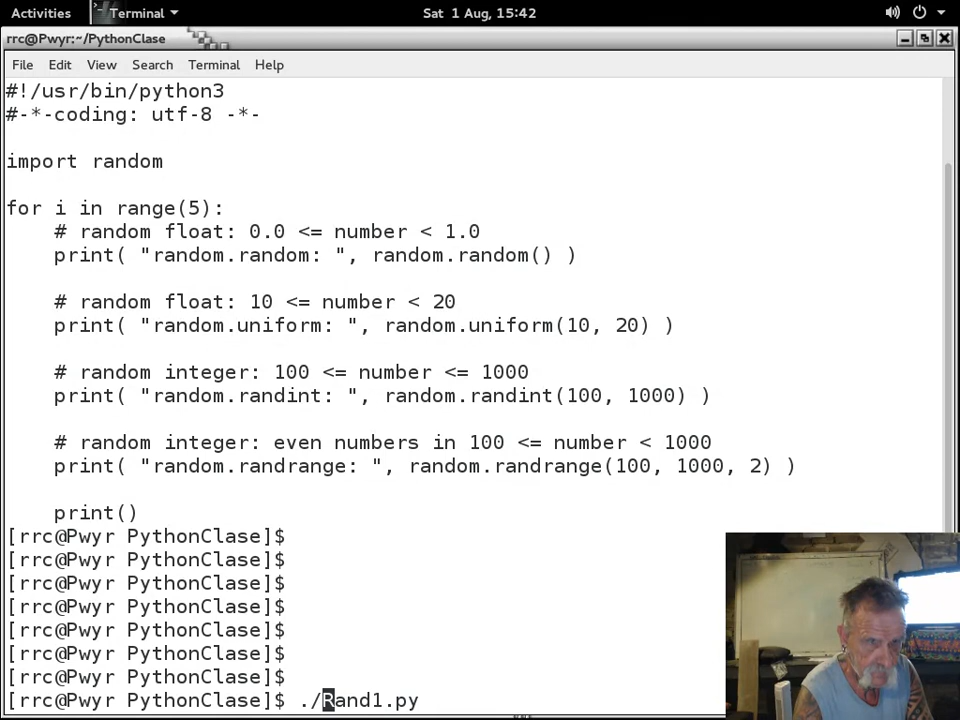 Activities Terminal Sat 1 Aug, 15:42
rrc@Pwyr:~/PythonClase
File Edit View Search Terminal Help
#!/usr/bin/python3
#-*-coding: utf-8 -*-
import random
for i in range(5):
    # random float: 0.0 <= number < 1.0
    print( "random.random: ", random.random() )
    # random float: 10 <= number < 20
    print( "random.uniform: ", random.uniform(10, 20) )
    # random integer: 100 <= number <= 1000
    print( "random.randint: ", random.randint(100, 1000) )
    # random integer: even numbers in 100 <= number < 1000
    print( "random.randrange: ", random.randrange(100, 1000, 2) )
    print()
[rrc@Pwyr PythonClase]$
[rrc@Pwyr PythonClase]$
[rrc@Pwyr PythonClase]$
[rrc@Pwyr PythonClase]$
[rrc@Pwyr PythonClase]$
[rrc@Pwyr PythonClase]$
[rrc@Pwyr PythonClase]$
[rrc@Pwyr PythonClase]$ ./Rand1.py